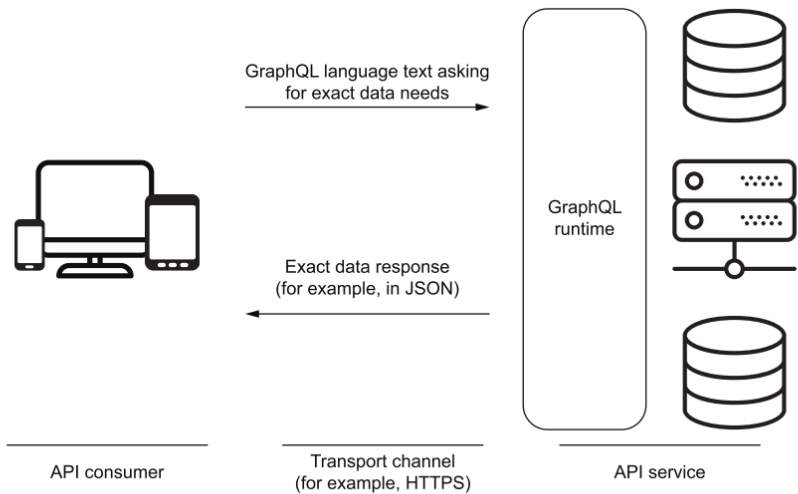 GraphQL language text asking
for exact data needs
GraphQL
runtime
Exact data response
(for example, in JSON)
API consumer
Transport channel
(for example, HTTPS)
API service